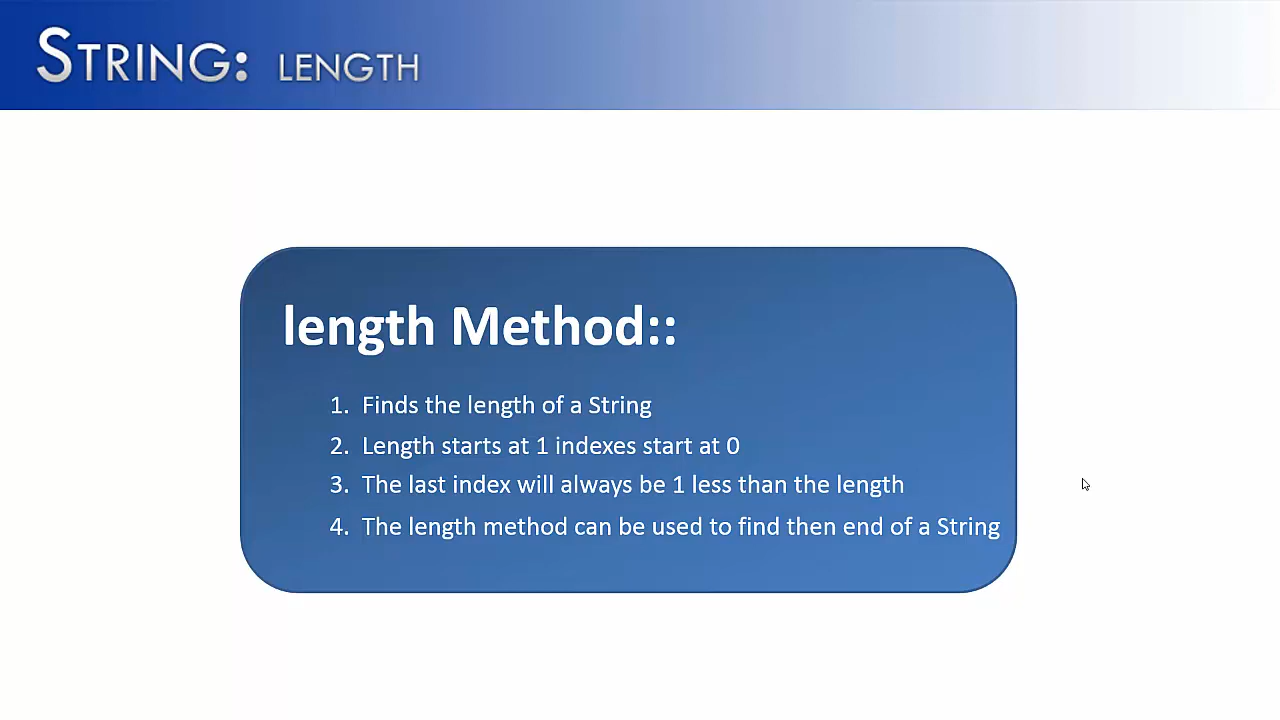 STRING: LENGTH
length Method::
1. Finds the length of a String
2. Length starts at 1 indexes start at 0
3. The last index will always be 1 less than the length
4. The length method can be used to find then end of a String